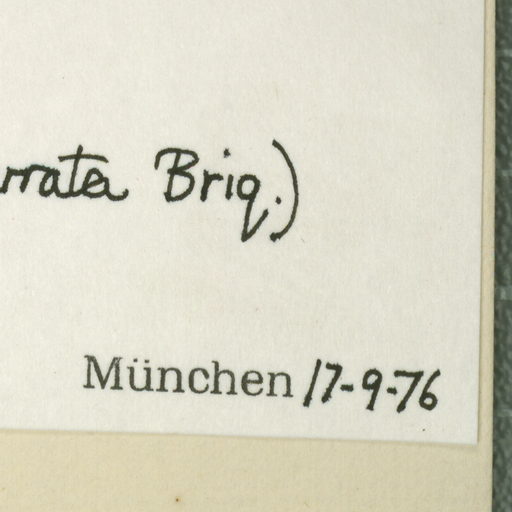 rrata Briq.)
München 17-9-76